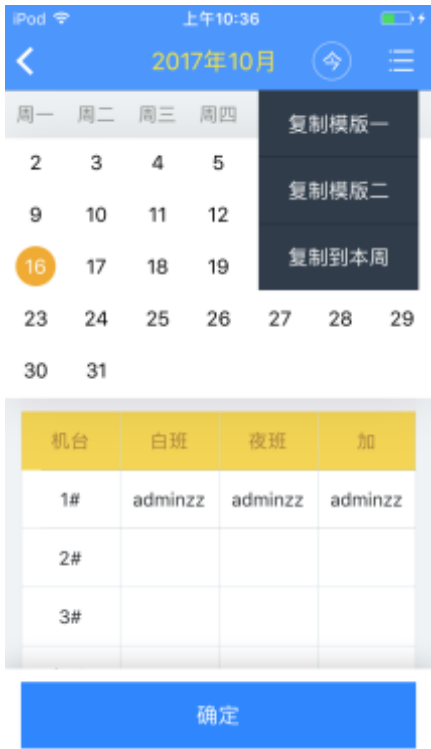 iPod 上午10:36
2017年10月 今
周一 周二 周三 周四
复制模版一
复制模版二
复制到本周
2 3 4 5
9 10 11 12
16 17 18 19
23 24 25 26 27 28 29
30 31
机台 白班 夜班 加
1# adminzz adminzz adminzz
2#
3#
确定